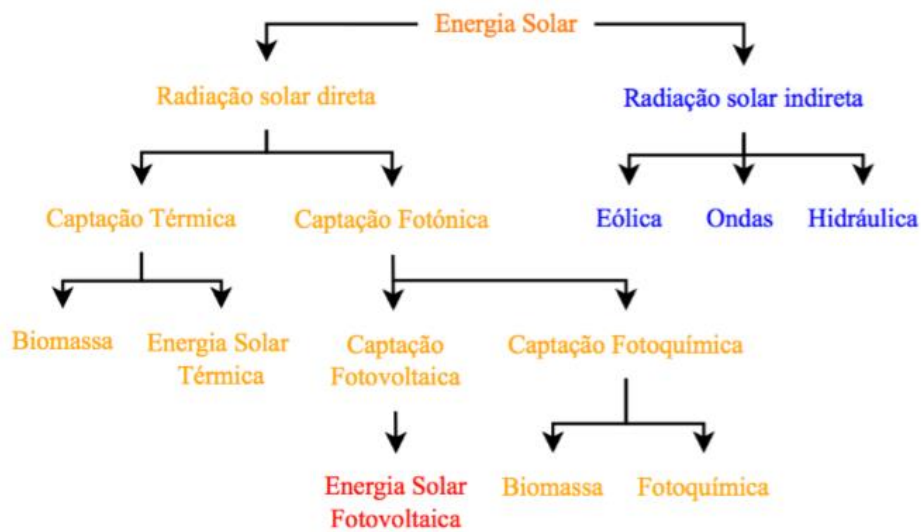 Energia Solar
Radiação solar direta
Radiação solar indireta
Captação Térmica
Captação Fotónica
Eólica
Ondas
Hidráulica
Biomassa
Energia Solar
Térmica
Captação
Fotovoltaica
Captação Fotoquímica
Energia Solar
Fotovoltaica
Biomassa
Fotoquímica